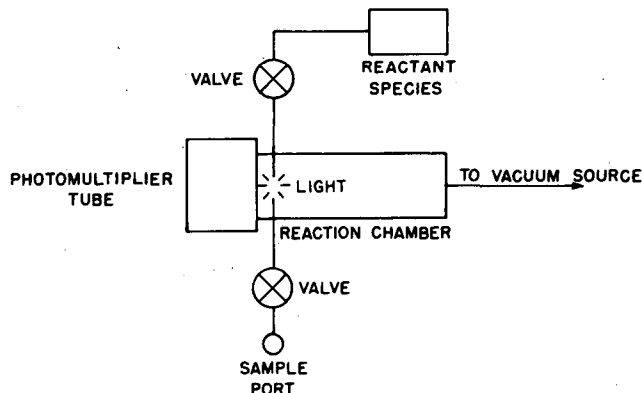 VALVE
REACTANT
SPECIES
PHOTOMULTIPLIER
TUBE
LIGHT
TO VACUUM SOURCE
REACTION CHAMBER
VALVE
SAMPLE
PORT